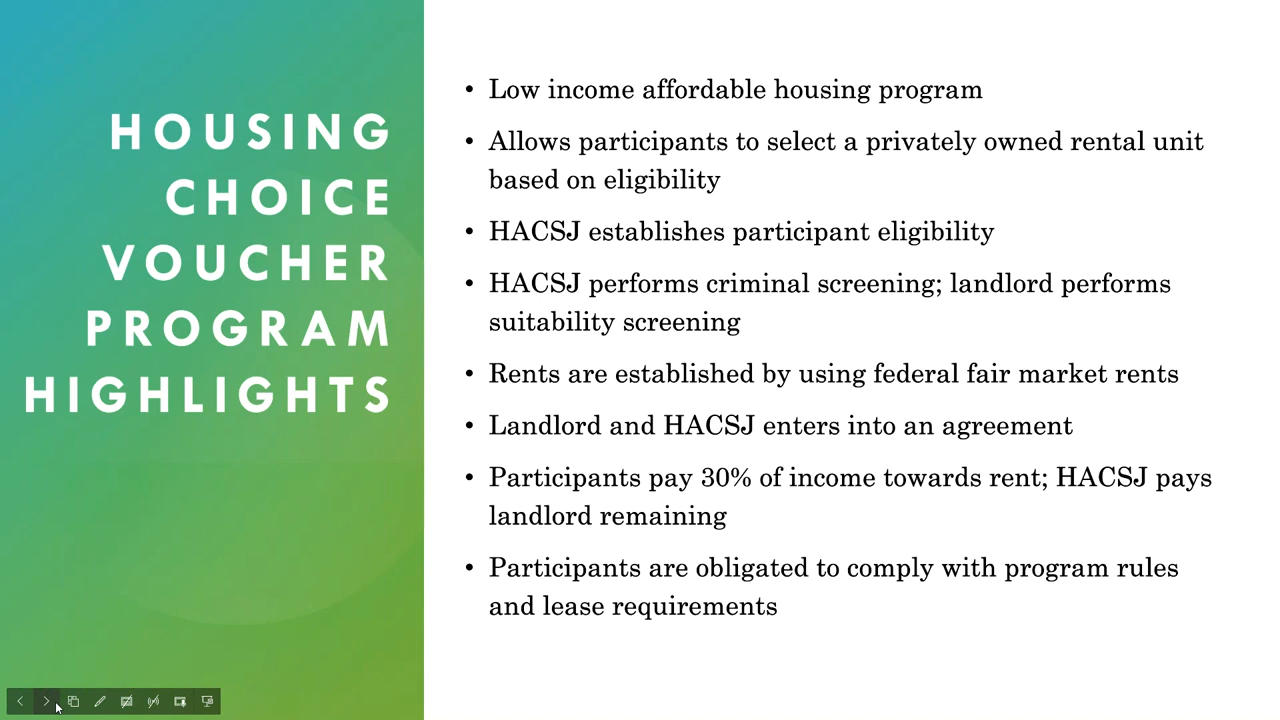 HOUSING
CHOICE
VOUCHER
PROGRAM
HIGHLIGHTS
• Low income affordable housing program
• Allows participants to select a privately owned rental unit
based on eligibility
• HACSJ establishes participant eligibility
• HACSJ performs criminal screening; landlord performs
suitability screening
• Rents are established by using federal fair market rents
• Landlord and HACSJ enters into an agreement
• Participants pay 30% of income towards rent; HACSJ pays
landlord remaining
• Participants are obligated to comply with program rules
and lease requirements